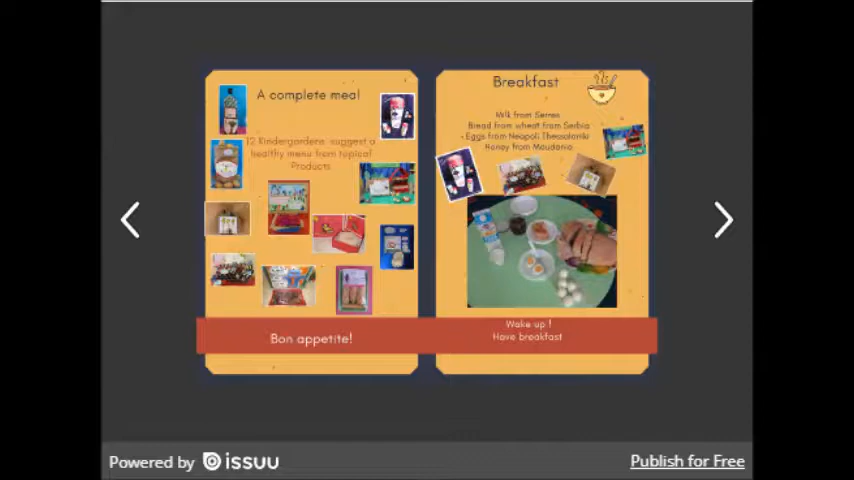 A complete meal
12 Kindergardens suggest a
healthy menu from topical
Products
Bon appetite!
Breakfast
Milk from Serres
Bread from wheat from Serbia
Eggs from Neapoli Thessaloniki
Honey from Moudania
Wake up !
Have breakfast
Powered by issuu
Publish for Free